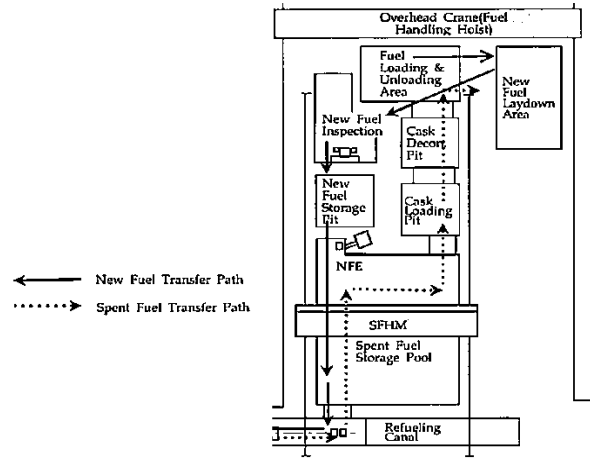 Overhead Crane(Fuel
Handling Hoist)
Fuel
Loading &
Unloading
Area
New
Fuel
Laydown
Area
New Fuel
Inspection
Cask
Decon
Pit
New
Fuel
Storage
Pit
Cask
Loading Pit
NFE
New Fuel Transfer Path
Spent Fuel Transfer Path
SFHM
Spent Fuel
Storage Pool
Refueling
Canal